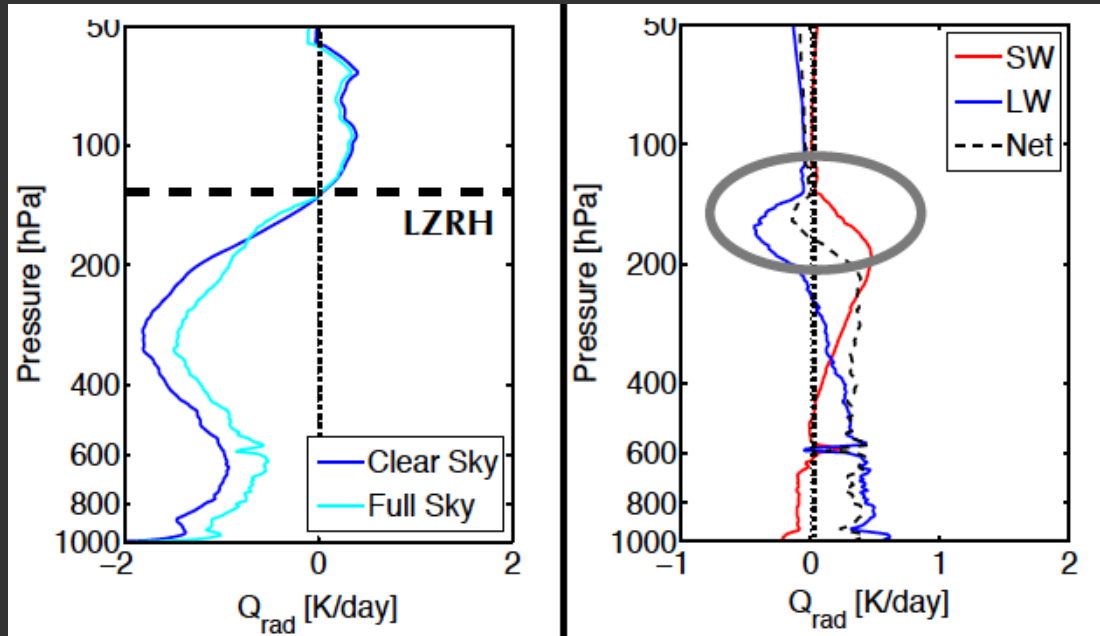 50
100
200
400
600
800
1000
-2
0
2
Pressure [hPa]
Q_rad [K/day]
LZRH
Clear Sky
Full Sky
50
100
200
400
600
800
1000
-1
0
1
2
Pressure [hPa]
Q_rad [K/day]
SW
LW
Net